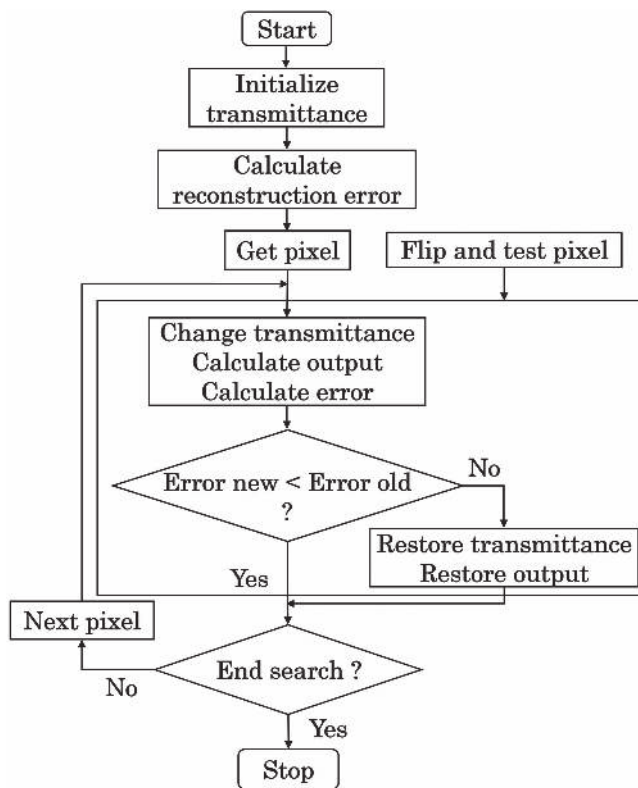 Start
Initialize
transmittance
Calculate
reconstruction error
Get pixel
Flip and test pixel
Change transmittance
Calculate output
Calculate error
Error new < Error old
?
No
Restore transmittance
Restore output
Yes
Next pixel
End search ?
No
Yes
Stop